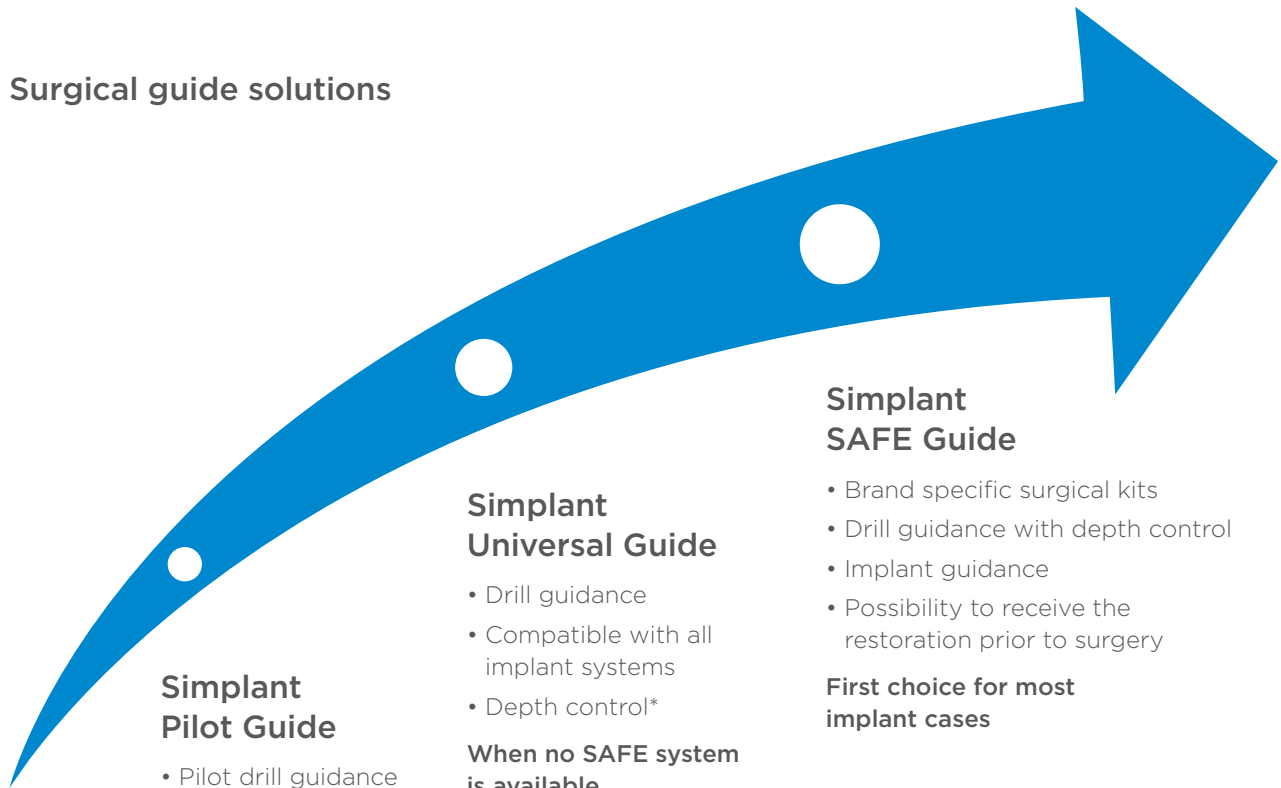 Surgical guide solutions
Simplant
Pilot Guide
• Pilot drill guidance
Simplant
Universal Guide
• Drill guidance
• Compatible with all
implant systems
• Depth control*
When no SAFE system
is available
Simplant
SAFE Guide
• Brand specific surgical kits
• Drill guidance with depth control
• Implant guidance
• Possibility to receive the
restoration prior to surgery
First choice for most
implant cases